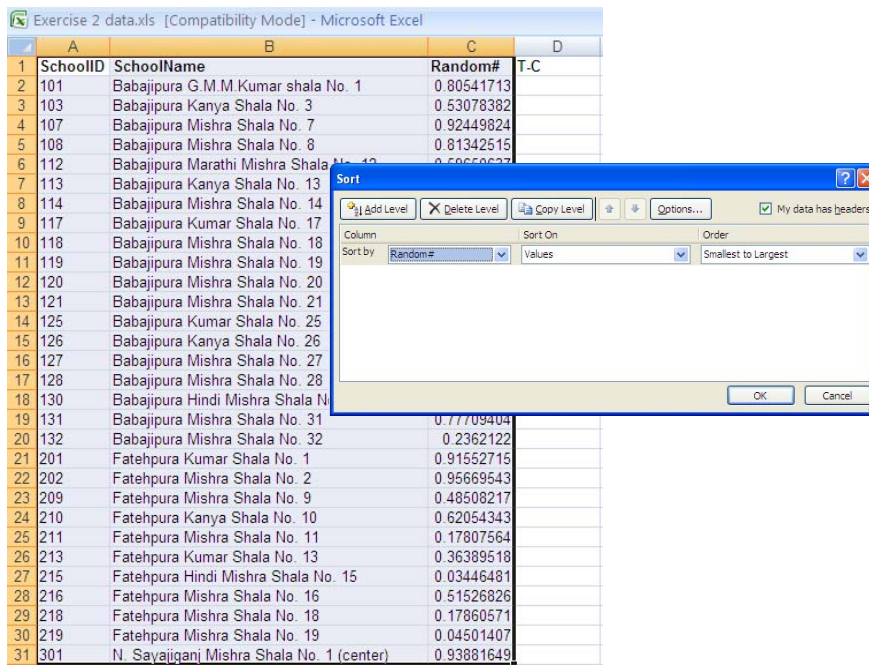 Exercise 2 data.xls [Compatibility Mode] - Microsoft Excel
A B C D
1 SchoolID SchoolName Random# T-C
2 101 Babajipura G.M.M.Kumar shala No. 1 0.80541713
3 103 Babajipura Kanya Shala No. 3 0.53078382
4 107 Babajipura Mishra Shala No. 7 0.92449824
5 108 Babajipura Mishra Shala No. 8 0.81342515
6 112 Babajipura Marathi Mishra Shala
7 113 Babajipura Kanya Shala No. 13
8 114 Babajipura Mishra Shala No. 14
9 117 Babajipura Kumar Shala No. 17
10 118 Babajipura Mishra Shala No. 18
11 119 Babajipura Mishra Shala No. 19
12 120 Babajipura Mishra Shala No. 20
13 121 Babajipura Mishra Shala No. 21
14 125 Babajipura Kumar Shala No. 25
15 126 Babajipura Kanya Shala No. 26
16 127 Babajipura Mishra Shala No. 27
17 128 Babajipura Mishra Shala No. 28
18 130 Babajipura Hindi Mishra Shala
19 131 Babajipura Mishra Shala No. 31 0.77709404
20 132 Babajipura Mishra Shala No. 32 0.2362122
21 201 Fatehpura Kumar Shala No. 1 0.91552715
22 202 Fatehpura Mishra Shala No. 2 0.95669543
23 209 Fatehpura Mishra Shala No. 9 0.48508217
24 210 Fatehpura Kanya Shala No. 10 0.62054343
25 211 Fatehpura Mishra Shala No. 11 0.17807564
26 213 Fatehpura Kumar Shala No. 13 0.36389518
27 215 Fatehpura Hindi Mishra Shala No. 15 0.03446481
28 216 Fatehpura Mishra Shala No. 16 0.51526826
29 218 Fatehpura Mishra Shala No. 18 0.17860571
30 219 Fatehpura Mishra Shala No. 19 0.04501407
31 301 N. Sayajiganj Mishra Shala No. 1 (center) 0.93881649
Sort
Add Level Delete Level Copy Level Options... My data has headers
Column Sort On Order
Sort by Random# Values Smallest to Largest
OK Cancel